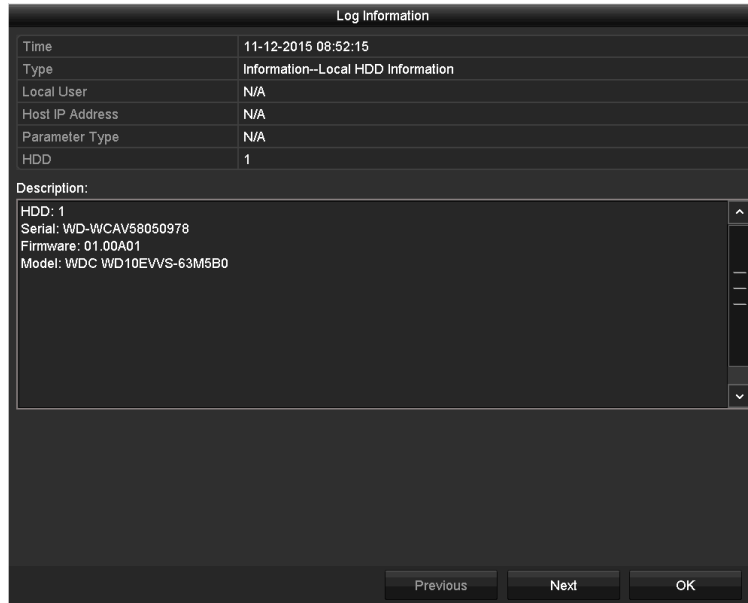 Log Information
Time 11-12-2015 08:52:15
Type Information--Local HDD Information
Local User N/A
Host IP Address N/A
Parameter Type N/A
HDD 1
Description:
HDD: 1
Serial: WD-WCAV58050978
Firmware: 01.00A01
Model: WDC WD10EVVS-63M5B0
Previous Next OK